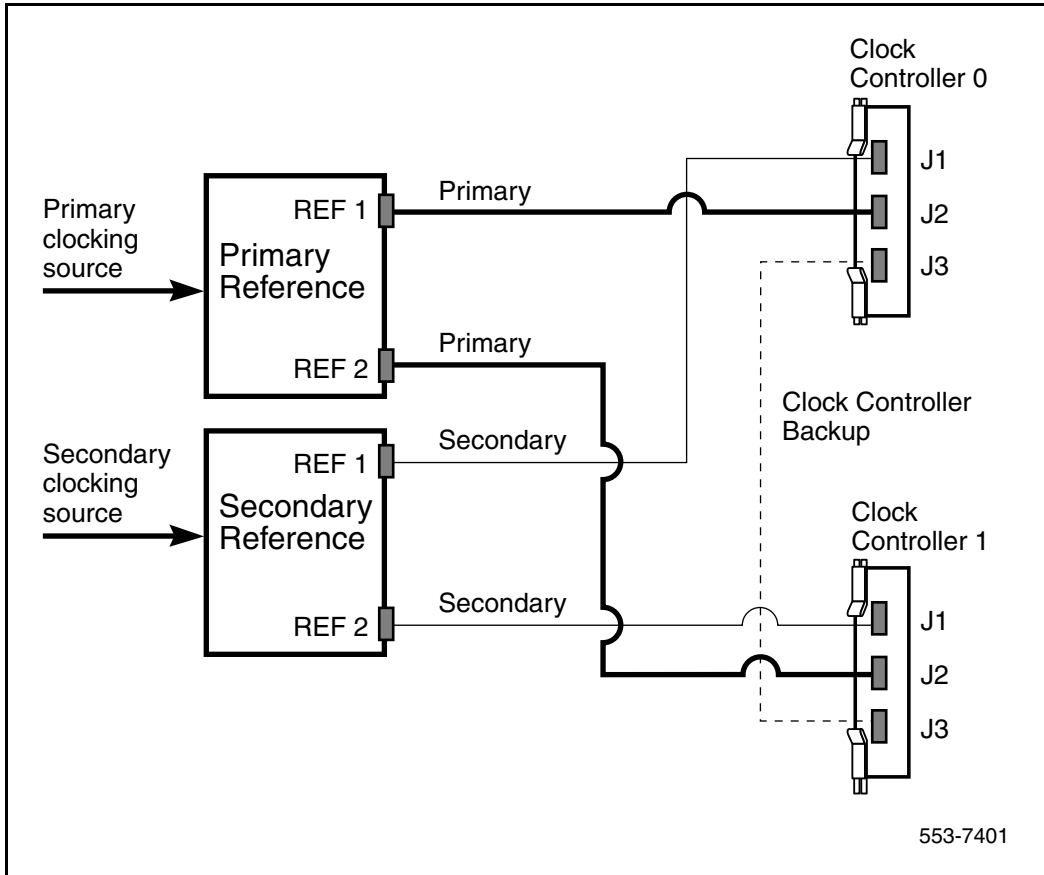 Clock
Controller 0
J1
J2
J3
Primary
clocking
source
REF 1
Primary
Reference
REF 2
Primary
Primary
Clock Controller
Backup
Secondary
clocking
source
REF 1
Secondary
Reference
REF 2
Secondary
Secondary
Clock
Controller 1
J1
J2
J3
553-7401